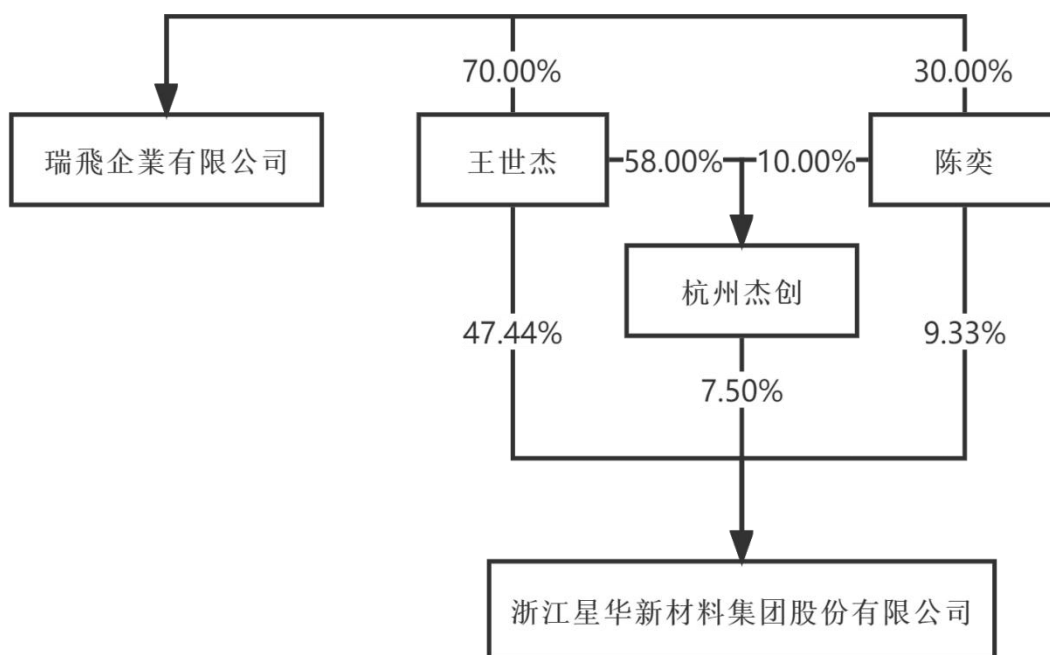 70.00%
30.00%
瑞飛企業有限公司
王世杰
58.00%
10.00%
陈奕
杭州杰创
47.44%
9.33%
7.50%
浙江星华新材料集团股份有限公司